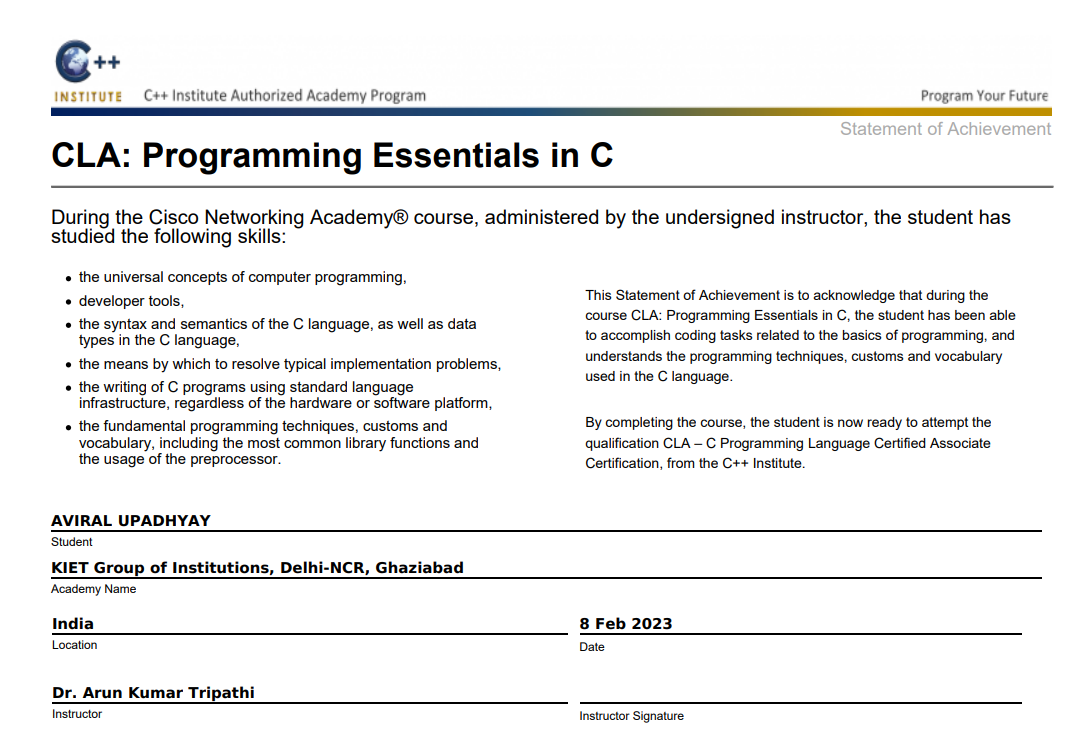 C++
INSTITUTE
C++ Institute Authorized Academy Program
Program Your Future
Statement of Achievement
CLA: Programming Essentials in C
During the Cisco Networking Academy® course, administered by the undersigned instructor, the student has
studied the following skills:
• the universal concepts of computer programming,
• developer tools,
• the syntax and semantics of the C language, as well as data
types in the C language,
• the means by which to resolve typical implementation problems,
• the writing of C programs using standard language
infrastructure, regardless of the hardware or software platform,
• the fundamental programming techniques, customs and
vocabulary, including the most common library functions and
the usage of the preprocessor.
This Statement of Achievement is to acknowledge that during the
course CLA: Programming Essentials in C, the student has been able
to accomplish coding tasks related to the basics of programming, and
understands the programming techniques, customs and vocabulary
used in the C language.
By completing the course, the student is now ready to attempt the
qualification CLA – C Programming Language Certified Associate
Certification, from the C++ Institute.
AVIRAL UPADHYAY
Student
KIET Group of Institutions, Delhi-NCR, Ghaziabad
Academy Name
India
Location
8 Feb 2023
Date
Dr. Arun Kumar Tripathi
Instructor
Instructor Signature